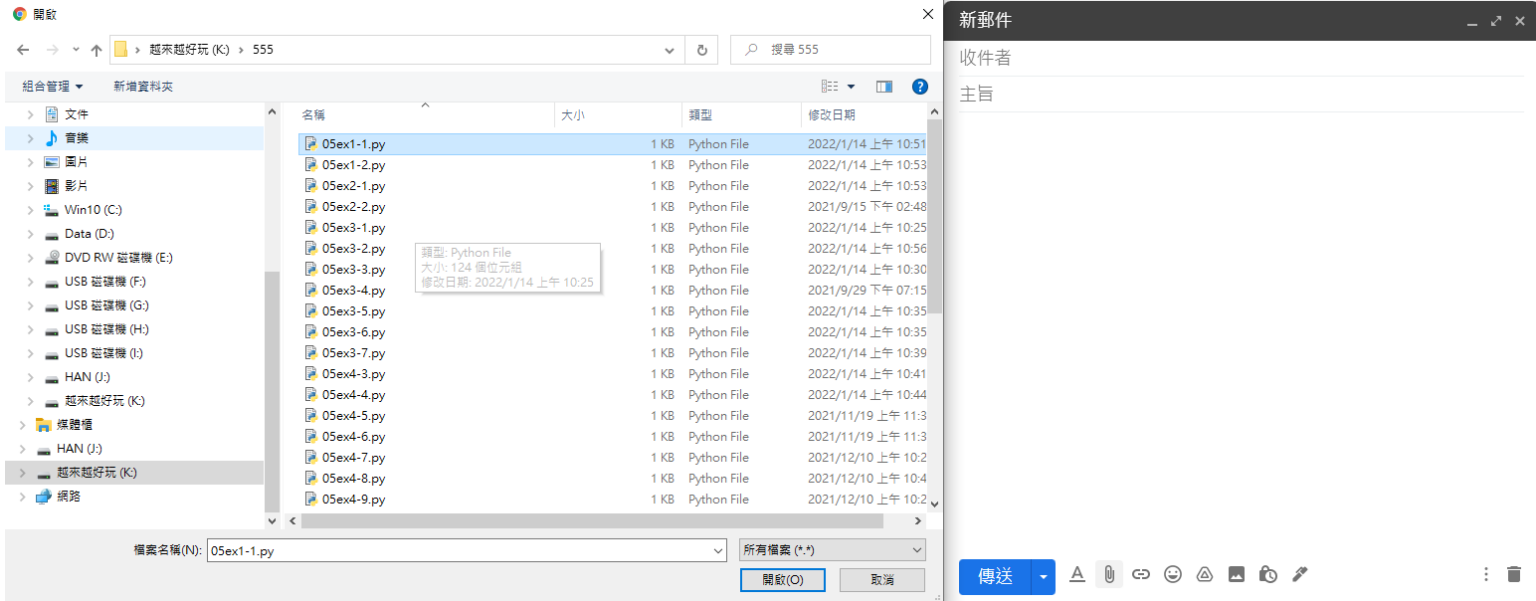 開啟
越來越好玩 (K:) › 555
搜尋 555
組合管理 新增資料夾
文件
音樂
圖片
影片
Win10 (C:)
Data (D:)
DVD RW 磁碟機 (E:)
USB 磁碟機 (F:)
USB 磁碟機 (G:)
USB 磁碟機 (H:)
USB 磁碟機 (I:)
HAN (J:)
越來越好玩 (K:)
媒體櫃
HAN (J:)
越來越好玩 (K:)
網路
名稱 大小 類型 修改日期
05ex1-1.py 1 KB Python File 2022/1/14 上午 10:51
05ex1-2.py 1 KB Python File 2022/1/14 上午 10:53
05ex2-1.py 1 KB Python File 2022/1/14 上午 10:53
05ex2-2.py 1 KB Python File 2021/9/15 下午 02:48
05ex3-1.py 1 KB Python File 2022/1/14 上午 10:25
05ex3-2.py 1 KB Python File 2022/1/14 上午 10:56
05ex3-3.py 1 KB Python File 2022/1/14 上午 10:30
05ex3-4.py 1 KB Python File 2021/9/29 下午 07:15
05ex3-5.py 1 KB Python File 2022/1/14 上午 10:35
05ex3-6.py 1 KB Python File 2022/1/14 上午 10:35
05ex3-7.py 1 KB Python File 2022/1/14 上午 10:39
05ex4-3.py 1 KB Python File 2022/1/14 上午 10:41
05ex4-4.py 1 KB Python File 2022/1/14 上午 10:44
05ex4-5.py 1 KB Python File 2021/11/19 上午 11:3
05ex4-6.py 1 KB Python File 2021/11/19 上午 11:3
05ex4-7.py 1 KB Python File 2021/12/10 上午 10:2
05ex4-8.py 1 KB Python File 2021/12/10 上午 10:4
05ex4-9.py 1 KB Python File 2021/12/10 上午 10:2
類型: Python File
大小: 124 個位元組
修改日期: 2022/1/14 上午 10:25
檔案名稱(N): 05ex1-1.py 所有檔案 (*.*)
開啟(O) 取消
新郵件
收件者
主旨
傳送